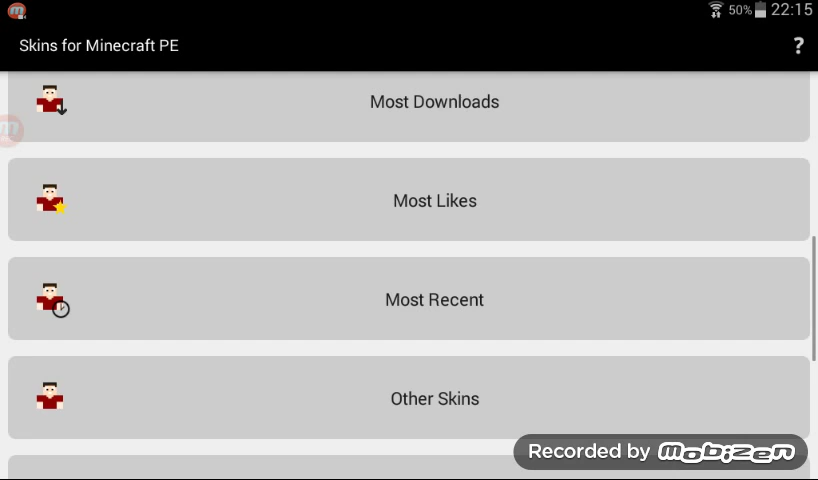 50% 22:15
Skins for Minecraft PE ?
Most Downloads
Most Likes
Most Recent
Other Skins
Recorded by mobizen